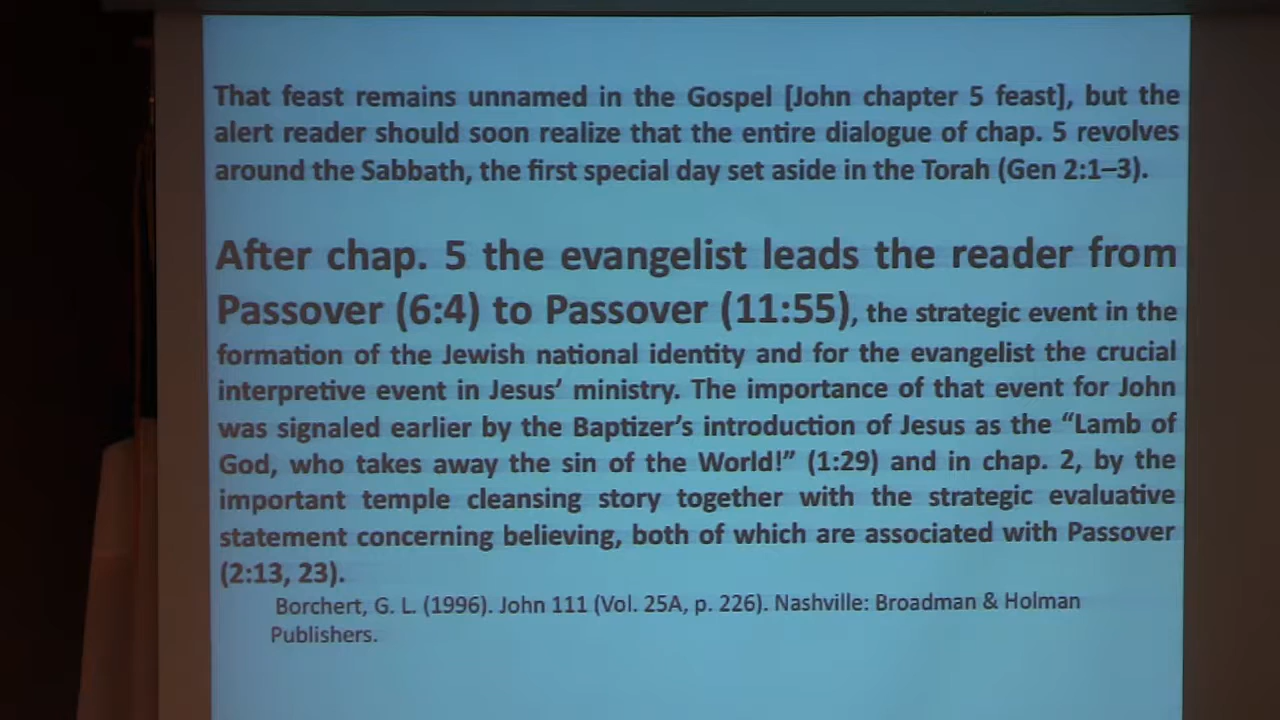 That feast remains unnamed in the Gospel [John chapter 5 feast], but the
alert reader should soon realize that the entire dialogue of chap. 5 revolves
around the Sabbath, the first special day set aside in the Torah (Gen 2:1–3).
After chap. 5 the evangelist leads the reader from
Passover (6:4) to Passover (11:55), the strategic event in the
formation of the Jewish national identity and for the evangelist the crucial
interpretive event in Jesus’ ministry. The importance of that event for John
was signaled earlier by the Baptizer’s introduction of Jesus as the “Lamb of
God, who takes away the sin of the World!” (1:29) and in chap. 2, by the
important temple cleansing story together with the strategic evaluative
statement concerning believing, both of which are associated with Passover
(2:13, 23).
Borchert, G. L. (1996). John 111 (Vol. 25A, p. 226). Nashville: Broadman & Holman
Publishers.